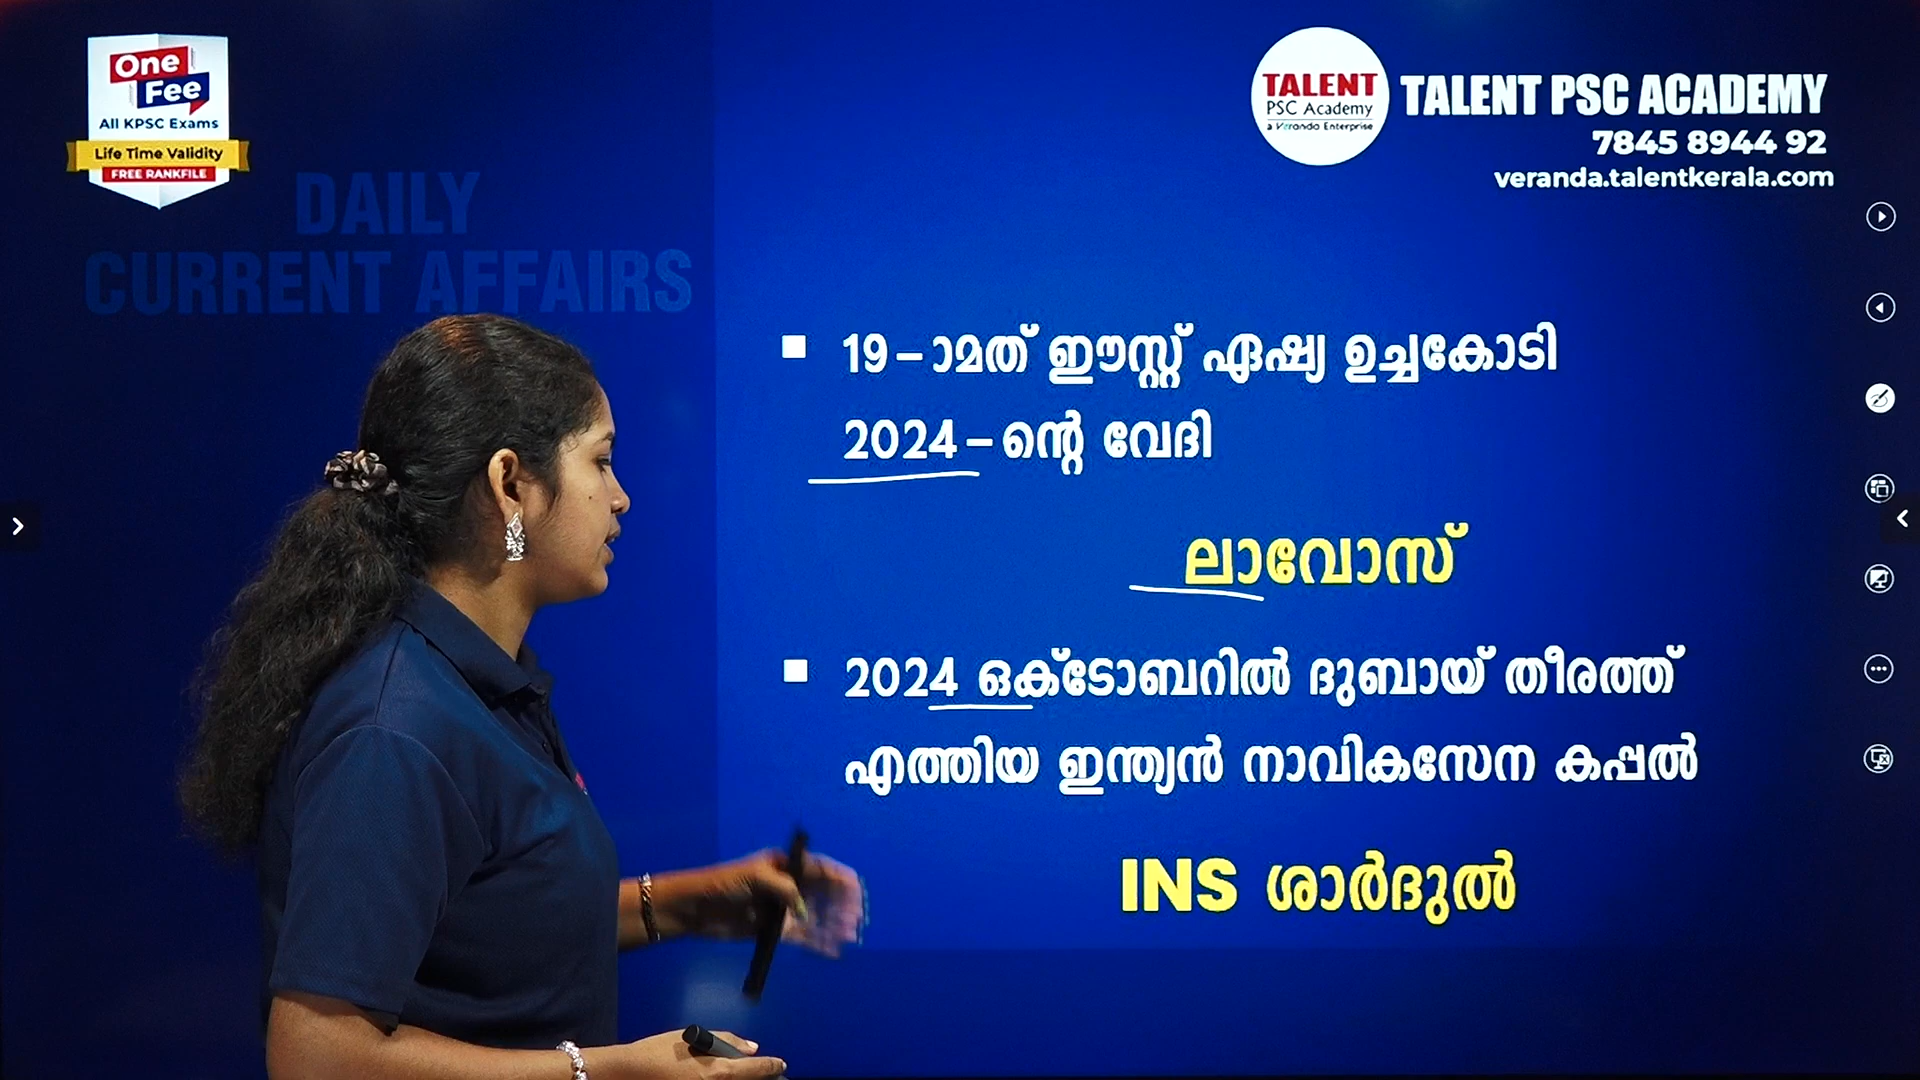 One
Fee
All KPSC Exams
Life Time Validity
FREE RANKFILE
TALENT
PSC Academy
a Veranda Enterprise
TALENT PSC ACADEMY
7845 8944 92
veranda.talentkerala.com
DAILY
CURRENT AFFAIRS
19-ാമത് ഈസ്റ്റ് ഏഷ്യ ഉച്ചകോടി
2024-ന്റെ വേദി
ലാവോസ്
2024 ഒക്ടോബറിൽ ദുബായ് തീരത്ത്
എത്തിയ ഇന്ത്യൻ നാവികസേന കപ്പൽ
INS ശാർദുൽ